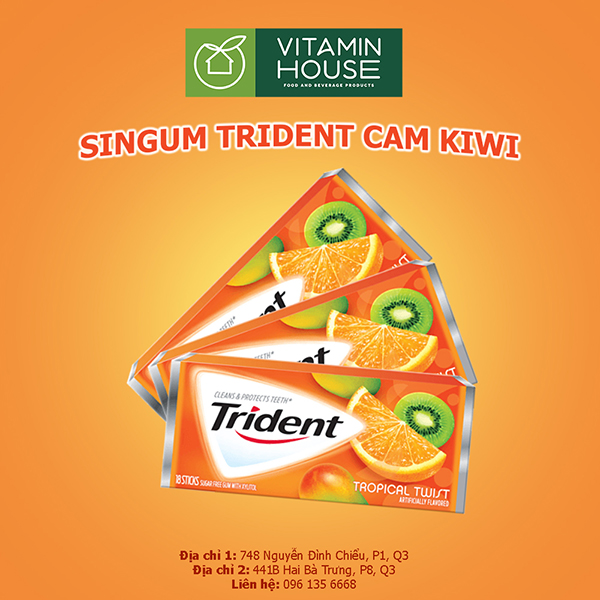 VITAMIN
HOUSE
FOOD AND BEVERAGE PRODUCTS
SINGUM TRIDENT CAM KIWI
TWIST
CLEANS & PROTECTS TEETH*
Trident
18 STICKS SUGAR FREE GUM WITH XYLITOL
TROPICAL TWIST
ARTIFICIALLY FLAVORED
Địa chỉ 1: 748 Nguyễn Đình Chiểu, P1, Q3
Địa chỉ 2: 441B Hai Bà Trưng, P8, Q3
Liên hệ: 096 135 6668